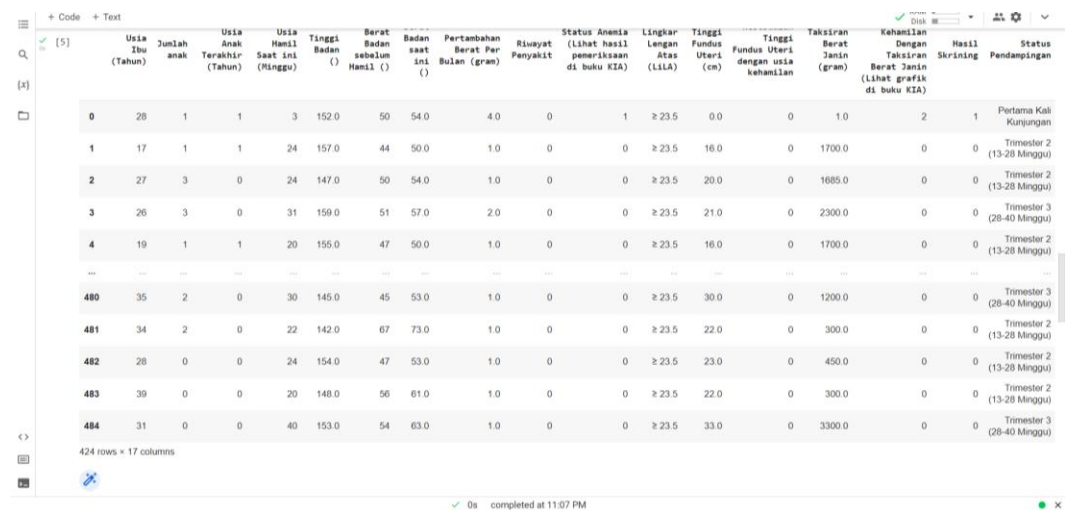 + Code + Text
Disk
[5]
Usia Ibu (Tahun) Jumlah anak Usia Anak Terakhir (Tahun) Usia Hamil Saat ini (Minggu) Tinggi Badan () Berat Badan sebelum Hamil () Berat Badan saat ini () Pertambahan Berat Per Bulan (gram) Riwayat Penyakit Status Anemia (Lihat hasil pemeriksaan di buku KIA) Lingkar Lengan Atas (LiLA) Tinggi Fundus Uteri (cm) Tinggi Fundus Uteri dengan usia kehamilan Taksiran Berat Janin (gram) Kehamilan Dengan Taksiran Berat Janin (Lihat grafik di buku KIA) Hasil Skrining Status Pendampingan
0 28 1 1 3 152.0 50 54.0 4.0 0 1 ≥ 23.5 0.0 0 1.0 2 1 Pertama Kali Kunjungan
1 17 1 1 24 157.0 44 50.0 1.0 0 0 ≥ 23.5 16.0 0 1700.0 0 0 Trimester 2 (13-28 Minggu)
2 27 3 0 24 147.0 50 54.0 1.0 0 0 ≥ 23.5 20.0 0 1685.0 0 0 Trimester 2 (13-28 Minggu)
3 26 3 0 31 159.0 51 57.0 2.0 0 0 ≥ 23.5 21.0 0 2300.0 0 0 Trimester 3 (28-40 Minggu)
4 19 1 1 20 155.0 47 50.0 1.0 0 0 ≥ 23.5 16.0 0 1700.0 0 0 Trimester 2 (13-28 Minggu)
... ... ... ... ... ... ... ... ... ... ... ... ... ... ... ... ... ...
480 35 2 0 30 145.0 45 53.0 1.0 0 0 ≥ 23.5 30.0 0 1200.0 0 0 Trimester 3 (28-40 Minggu)
481 34 2 0 22 142.0 67 73.0 1.0 0 0 ≥ 23.5 22.0 0 300.0 0 0 Trimester 2 (13-28 Minggu)
482 28 0 0 24 154.0 47 53.0 1.0 0 0 ≥ 23.5 23.0 0 450.0 0 0 Trimester 2 (13-28 Minggu)
483 39 0 0 20 148.0 56 61.0 1.0 0 0 ≥ 23.5 22.0 0 300.0 0 0 Trimester 2 (13-28 Minggu)
484 31 0 0 40 153.0 54 63.0 1.0 0 0 ≥ 23.5 33.0 0 3300.0 0 0 Trimester 3 (28-40 Minggu)
424 rows × 17 columns
0s completed at 11:07 PM